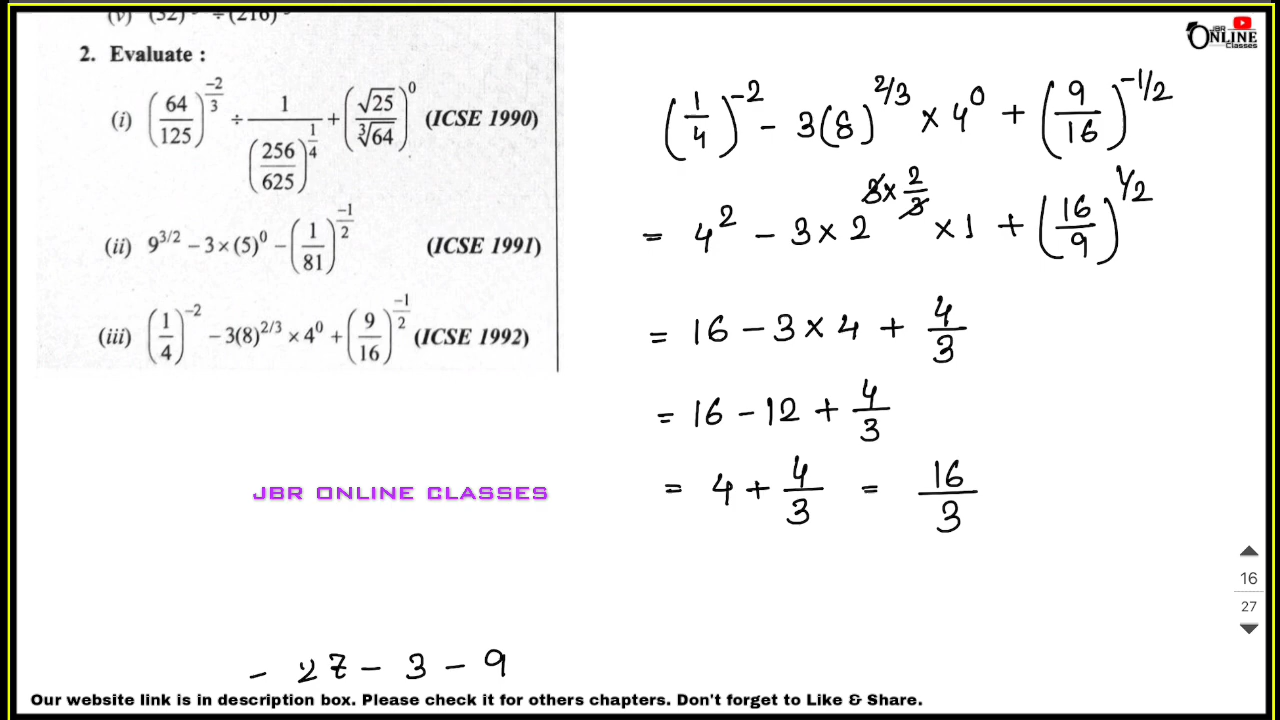 (v) (32) ÷(216)
2. Evaluate :
(i) (64/125)^(-2/3) ÷ 1/(256/625)^(1/4) + (√25/∛64)^0 (ICSE 1990)
(ii) 9^(3/2) − 3 × (5)^0 − (1/81)^(-1/2) (ICSE 1991)
(iii) (1/4)^(-2) − 3(8)^(2/3) × 4^0 + (9/16)^(-1/2) (ICSE 1992)
JBR ONLINE CLASSES
JBR
ONLINE
Classes
(1/4)^(-2) − 3(8)^(2/3) × 4^0 + (9/16)^(-1/2)
= 4^2 − 3 × 2^(3 × 2/3) × 1 + (16/9)^(1/2)
= 16 − 3 × 4 + 4/3
= 16 − 12 + 4/3
= 4 + 4/3 = 16/3
16
27
27 − 3 − 9
Our website link is in description box. Please check it for others chapters. Don't forget to Like & Share.